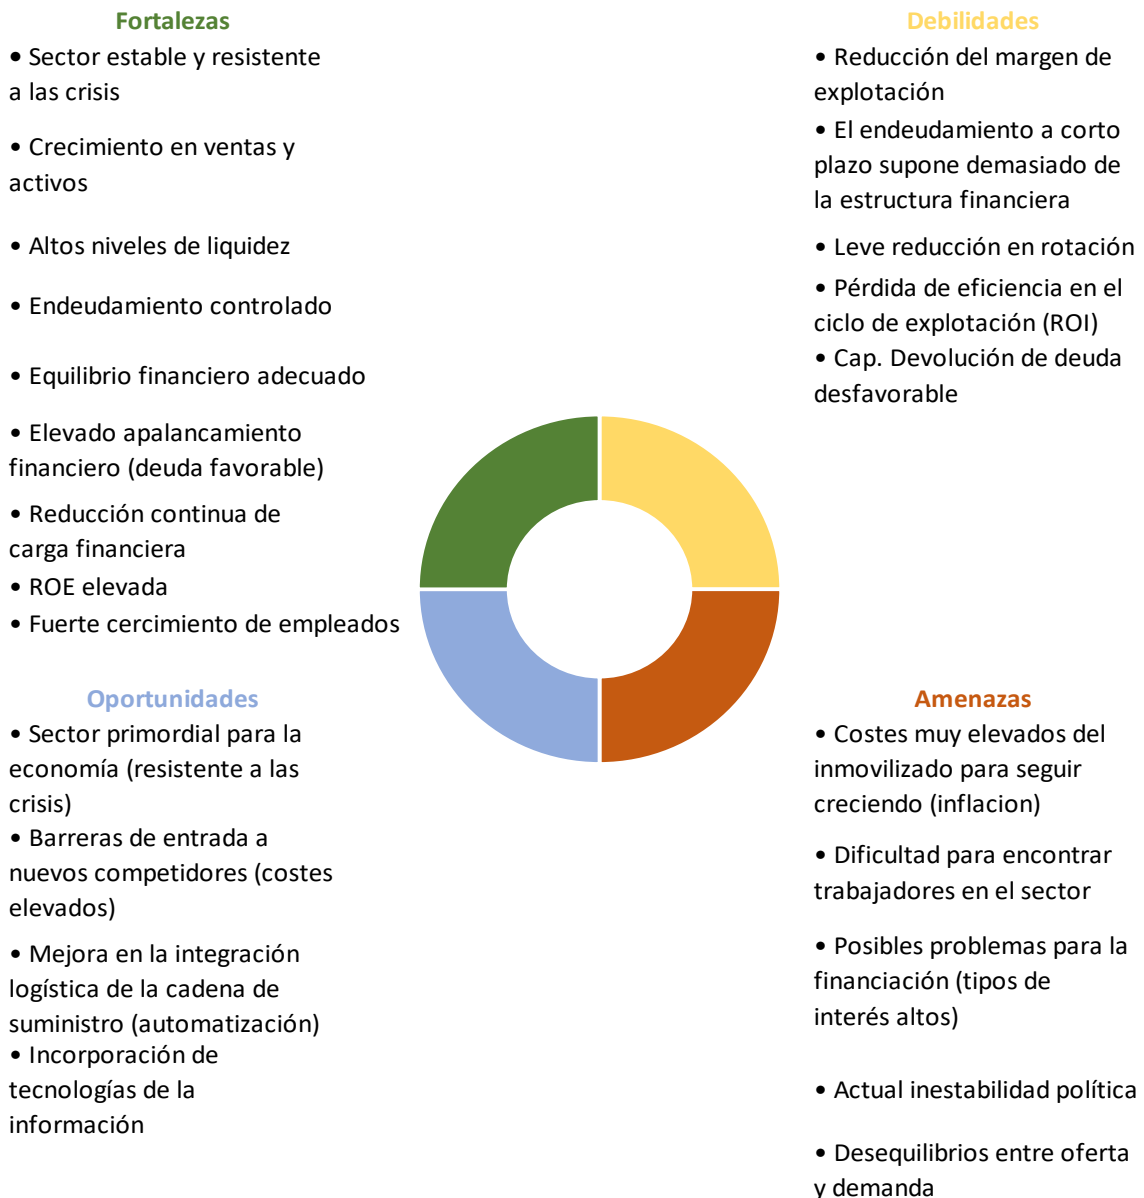 Fortalezas
• Sector estable y resistente
a las crisis
• Crecimiento en ventas y
activos
• Altos niveles de liquidez
• Endeudamiento controlado
• Equilibrio financiero adecuado
• Elevado apalancamiento
financiero (deuda favorable)
• Reducción continua de
carga financiera
• ROE elevada
• Fuerte cercimiento de empleados
Debilidades
• Reducción del margen de
explotación
• El endeudamiento a corto
plazo supone demasiado de
la estructura financiera
• Leve reducción en rotación
• Pérdida de eficiencia en el
ciclo de explotación (ROI)
• Cap. Devolución de deuda
desfavorable
Oportunidades
• Sector primordial para la
economía (resistente a las
crisis)
• Barreras de entrada a
nuevos competidores (costes
elevados)
• Mejora en la integración
logística de la cadena de
suministro (automatización)
• Incorporación de
tecnologías de la
información
Amenazas
• Costes muy elevados del
inmovilizado para seguir
creciendo (inflacion)
• Dificultad para encontrar
trabajadores en el sector
• Posibles problemas para la
financiación (tipos de
interés altos)
• Actual inestabilidad política
• Desequilibrios entre oferta
y demanda